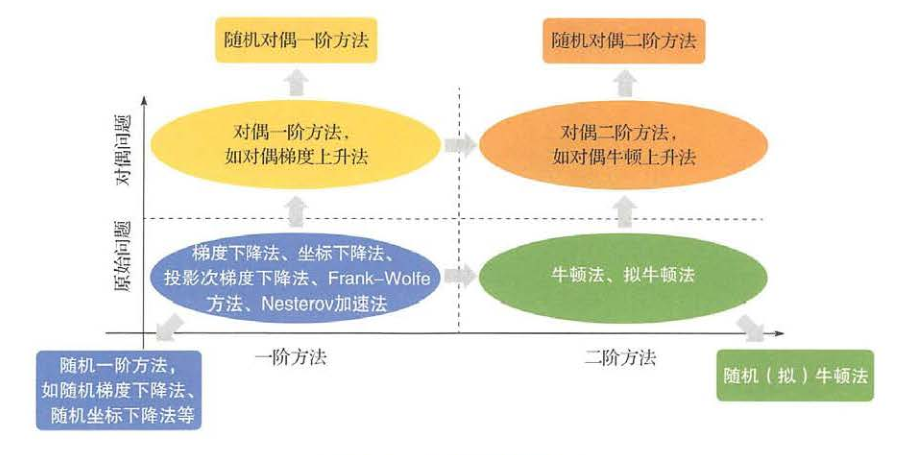 随机对偶一阶方法
随机对偶二阶方法
对偶问题
对偶一阶方法,
如对偶梯度上升法
对偶二阶方法,
如对偶牛顿上升法
原始问题
梯度下降法、坐标下降法、
投影次梯度下降法、Frank–Wolfe
方法、Nesterov加速法
牛顿法、拟牛顿法
一阶方法
二阶方法
随机一阶方法,
如随机梯度下降法、
随机坐标下降法等
随机(拟)牛顿法